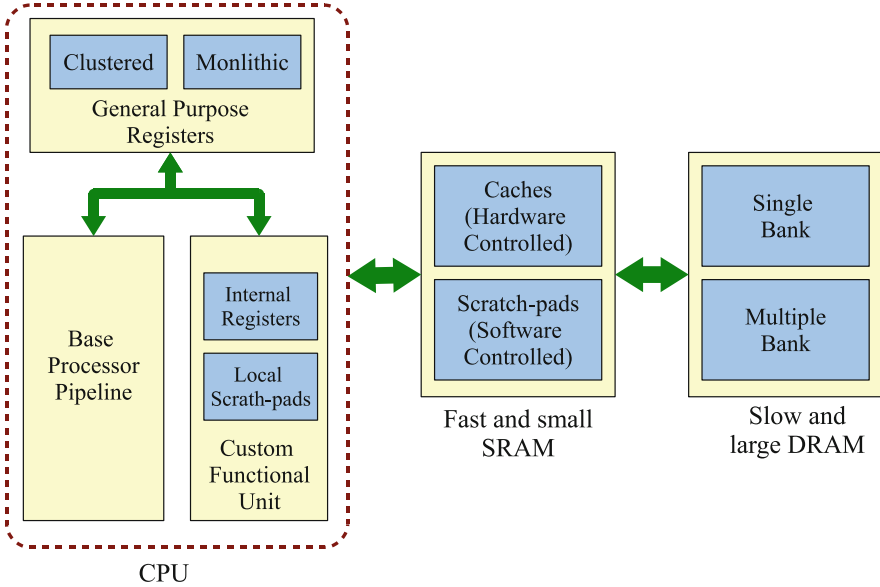 Clustered
Monlithic
General Purpose
Registers
Base
Processor
Pipeline
Internal
Registers
Local
Scrath-pads
Custom
Functional
Unit
CPU
Caches
(Hardware
Controlled)
Scratch-pads
(Software
Controlled)
Fast and small
SRAM
Single
Bank
Multiple
Bank
Slow and
large DRAM